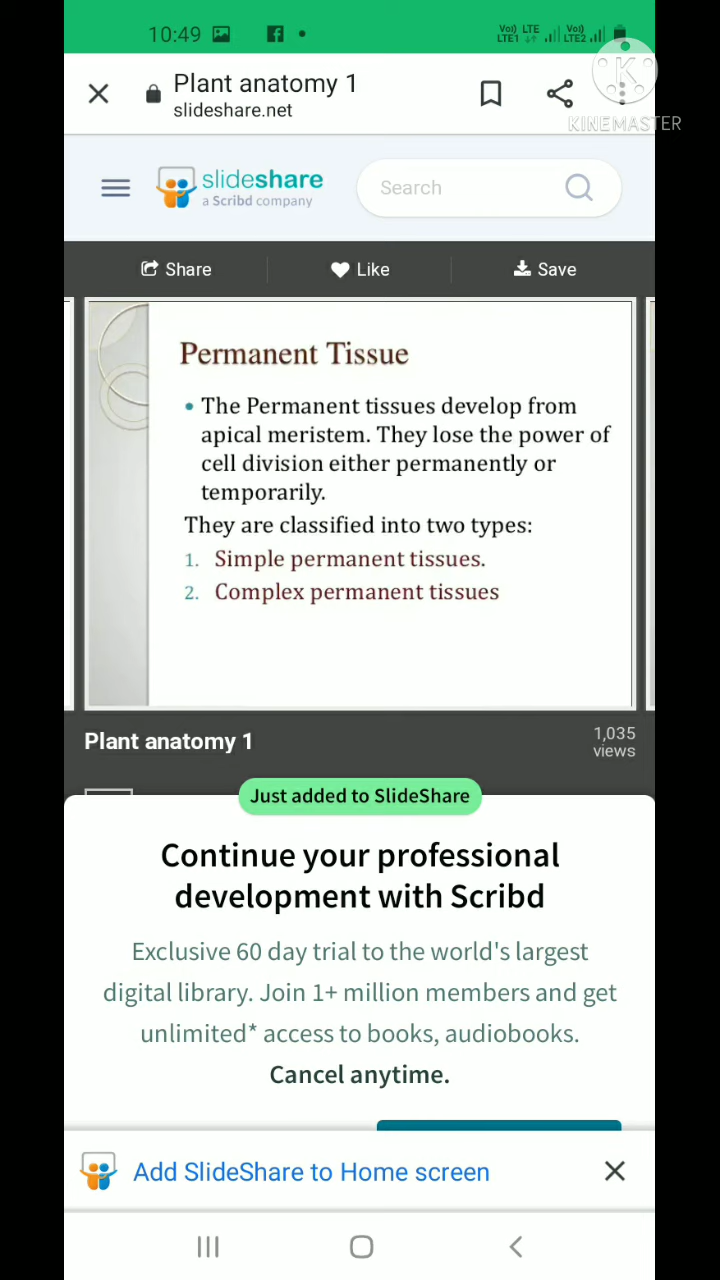 10:49
Vo) LTE Vo)
LTE1 LTE2
Plant anatomy 1
slideshare.net
K
KINEMASTER
slideshare
a Scribd company
Search
Share Like Save
Permanent Tissue
• The Permanent tissues develop from
apical meristem. They lose the power of
cell division either permanently or
temporarily.
They are classified into two types:
1. Simple permanent tissues.
2. Complex permanent tissues
Plant anatomy 1
1,035
views
Just added to SlideShare
Continue your professional
development with Scribd
Exclusive 60 day trial to the world's largest
digital library. Join 1+ million members and get
unlimited* access to books, audiobooks.
Cancel anytime.
Add SlideShare to Home screen